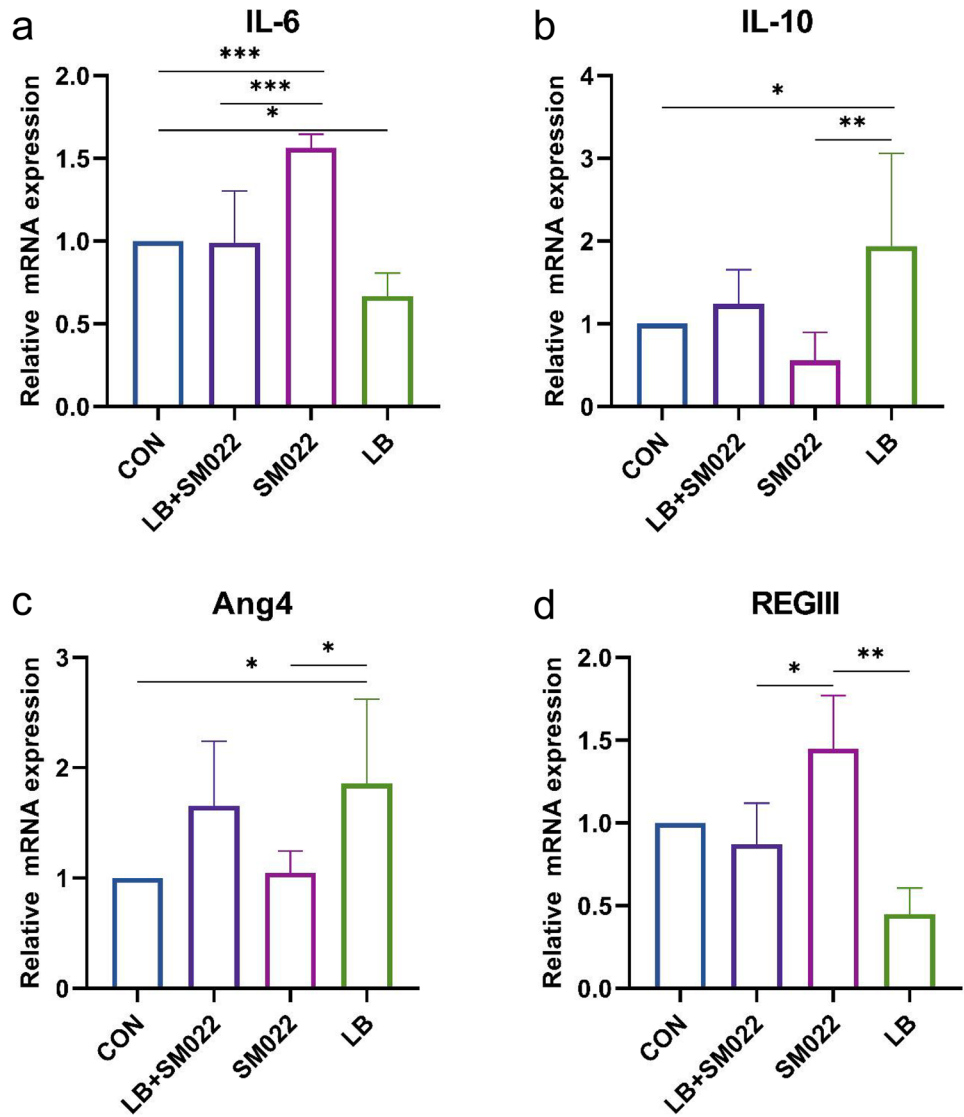 a
IL-6
Relative mRNA expression
2.0
1.5
1.0
0.5
0.0
***
***
*
CON
LB+SM022
SM022
LB
b
IL-10
Relative mRNA expression
4
3
2
1
0
*
**
CON
LB+SM022
SM022
LB
c
Ang4
Relative mRNA expression
3
2
1
0
*
*
CON
LB+SM022
SM022
LB
d
REGIII
Relative mRNA expression
2.0
1.5
1.0
0.5
0.0
*
**
CON
LB+SM022
SM022
LB